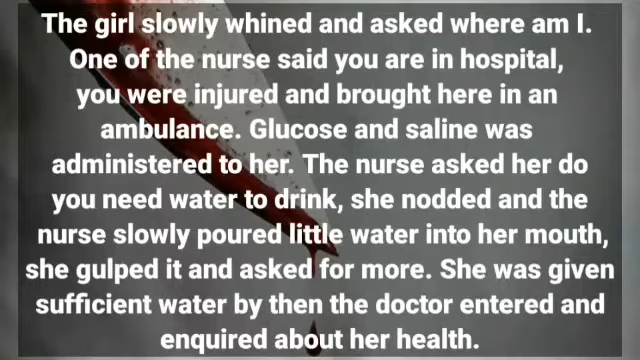 The girl slowly whined and asked where am I.
One of the nurse said you are in hospital,
you were injured and brought here in an
ambulance. Glucose and saline was
administered to her. The nurse asked her do
you need water to drink, she nodded and the
nurse slowly poured little water into her mouth,
she gulped it and asked for more. She was given
sufficient water by then the doctor entered and
enquired about her health.